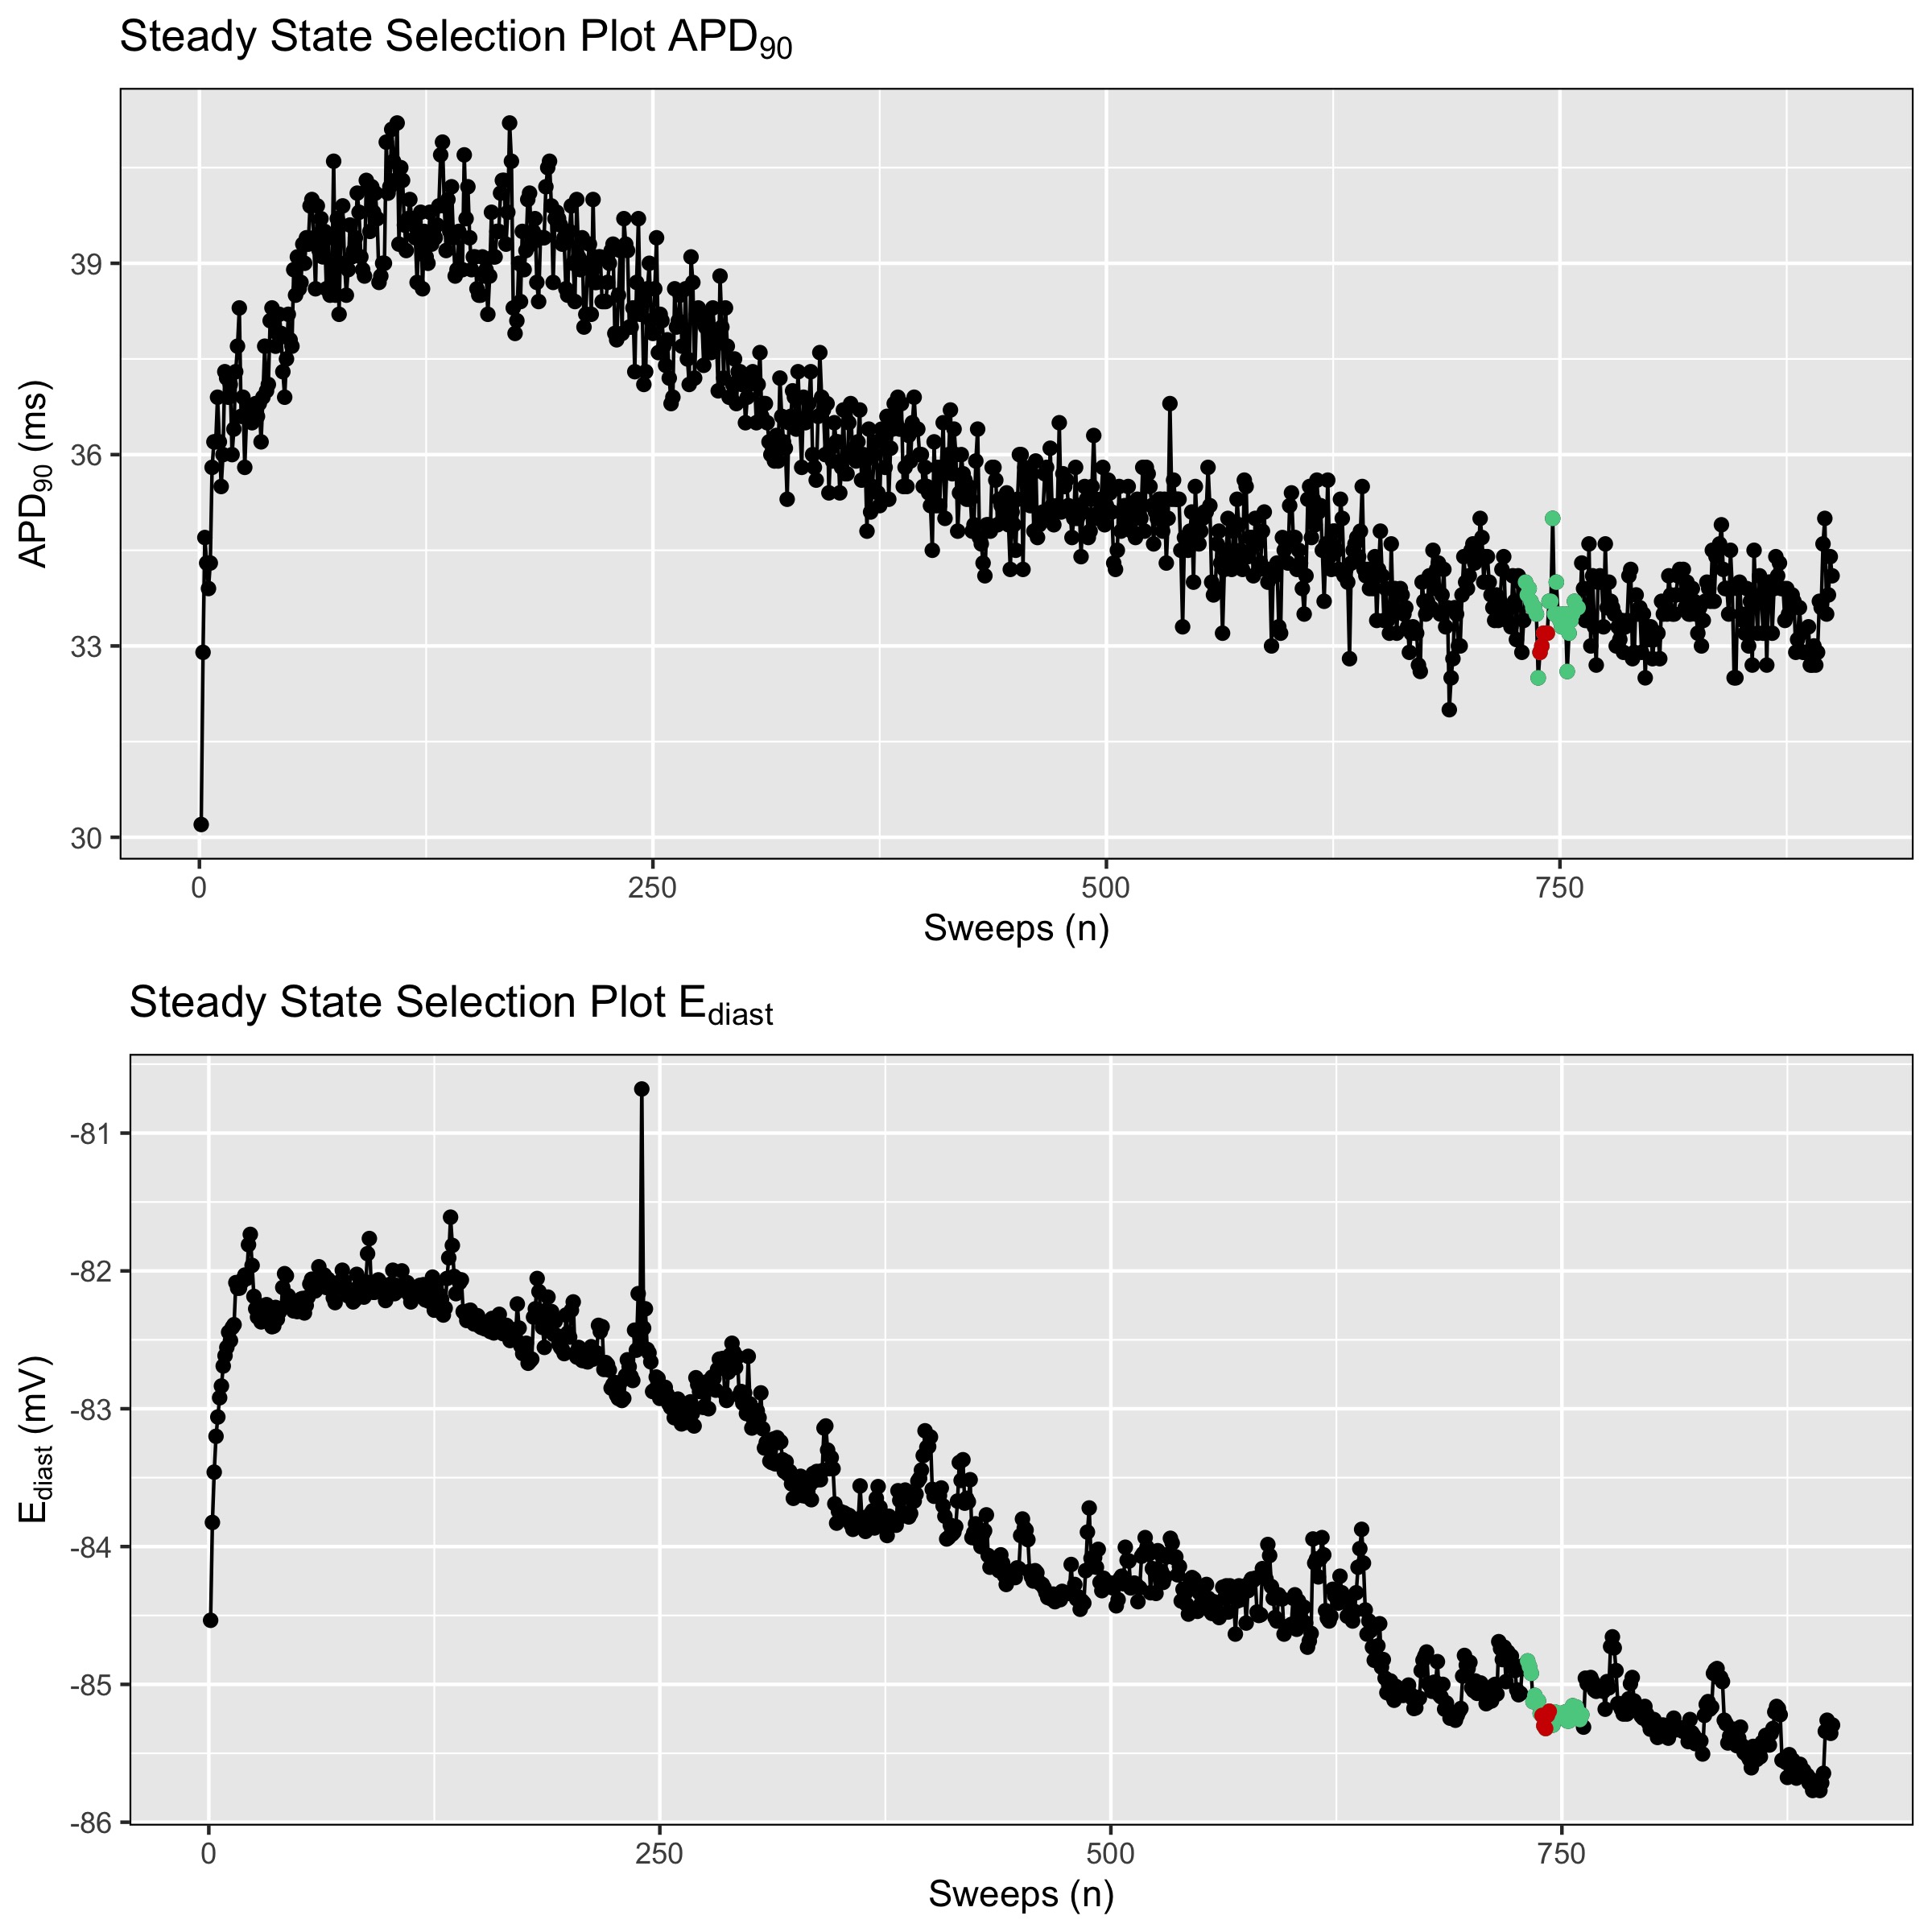 Steady State Selection Plot APD90
39
36
33
30
APD90 (ms)
0 250 500 750
Sweeps (n)
Steady State Selection Plot Ediast
-81
-82
-83
-84
-85
-86
Ediast (mV)
0 250 500 750
Sweeps (n)